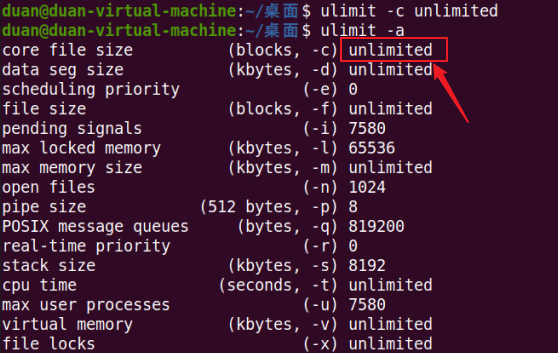 duan@duan-virtual-machine:~/桌面$ ulimit -c unlimited
duan@duan-virtual-machine:~/桌面$ ulimit -a
core file size          (blocks, -c) unlimited
data seg size           (kbytes, -d) unlimited
scheduling priority             (-e) 0
file size               (blocks, -f) unlimited
pending signals                 (-i) 7580
max locked memory       (kbytes, -l) 65536
max memory size         (kbytes, -m) unlimited
open files                      (-n) 1024
pipe size            (512 bytes, -p) 8
POSIX message queues     (bytes, -q) 819200
real-time priority              (-r) 0
stack size              (kbytes, -s) 8192
cpu time               (seconds, -t) unlimited
max user processes              (-u) 7580
virtual memory          (kbytes, -v) unlimited
file locks                      (-x) unlimited